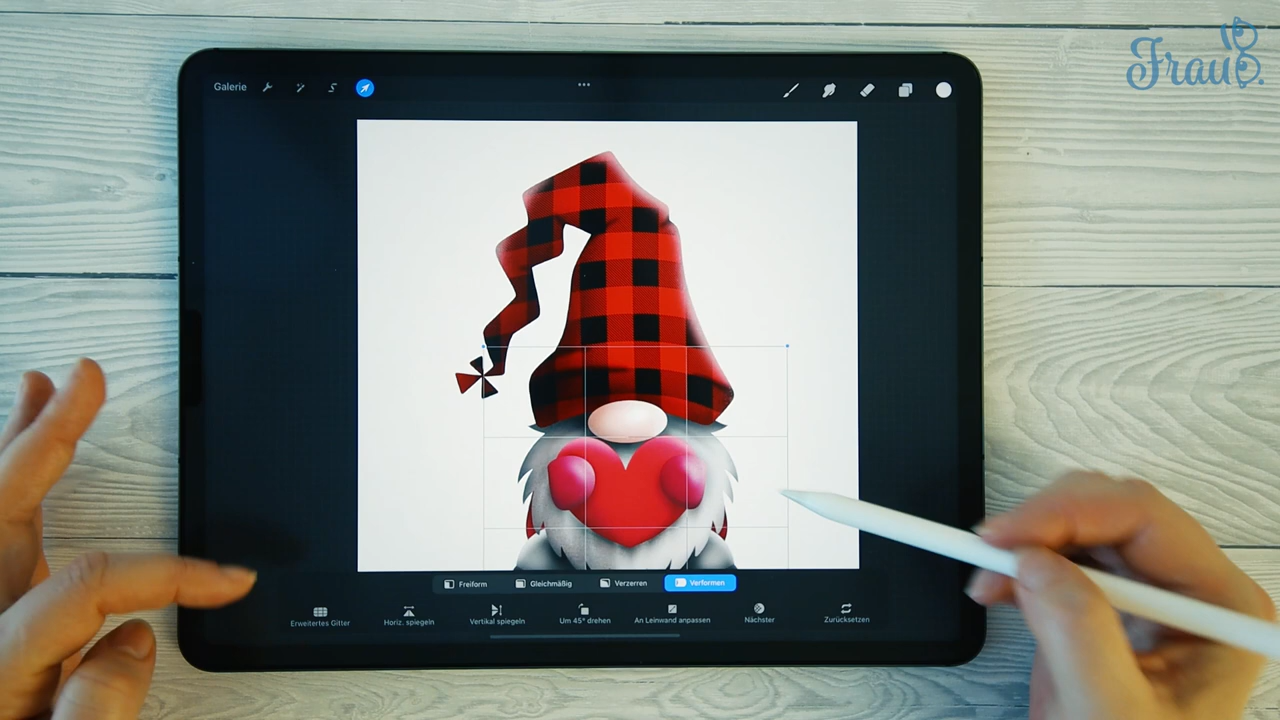 Frau B.
Galerie
Freiform
Gleichmäßig
Verzerren
Verformen
Erweitertes Gitter
Horiz. spiegeln
Vertikal spiegeln
Um 45° drehen
An Leinwand anpassen
Nächster
Zurücksetzen